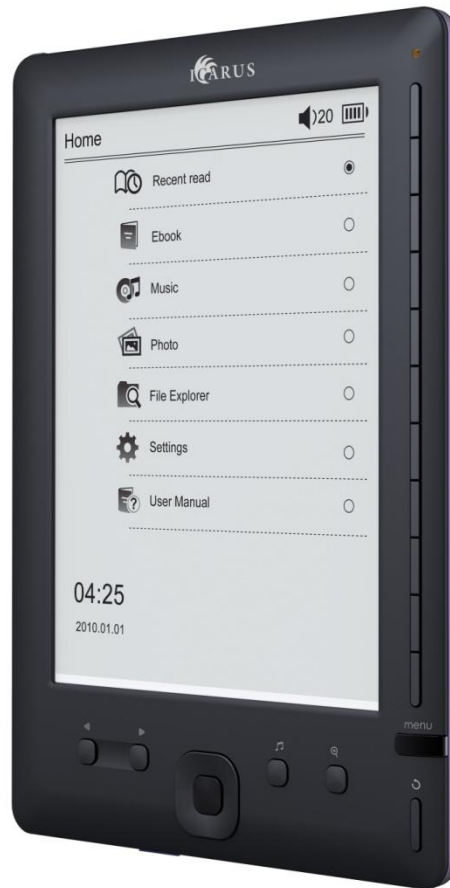 ICARUS
Home
20
Recent read
Ebook
Music
Photo
File Explorer
Settings
User Manual
04:25
2010.01.01
menu